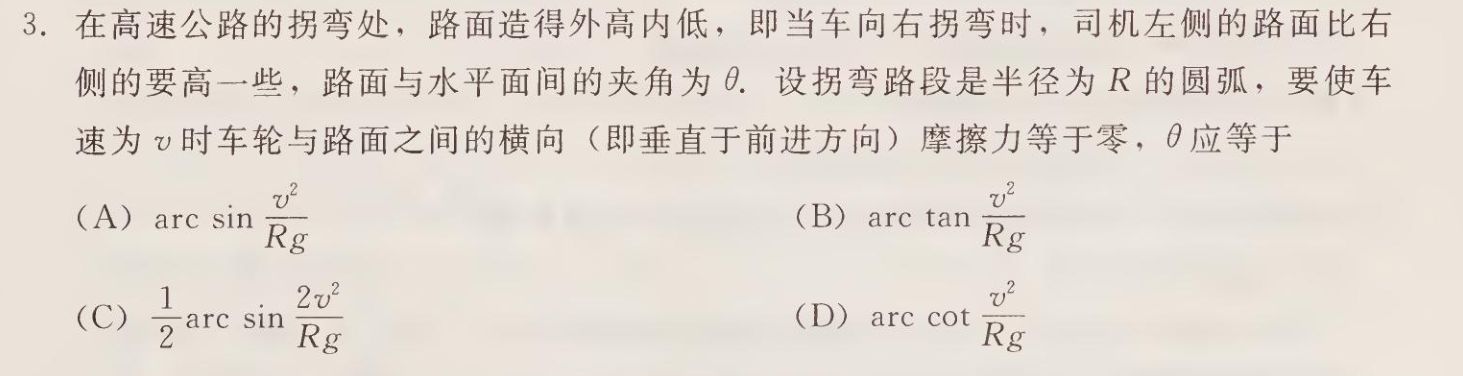 3. 在高速公路的拐弯处，路面造得外高内低，即当车向右拐弯时，司机左侧的路面比右
侧的要高一些，路面与水平面间的夹角为 θ. 设拐弯路段是半径为 R 的圆弧，要使车
速为 v 时车轮与路面之间的横向（即垂直于前进方向）摩擦力等于零，θ 应等于
(A) arc sin v²/Rg (B) arc tan v²/Rg
(C) 1/2 arc sin 2v²/Rg (D) arc cot v²/Rg